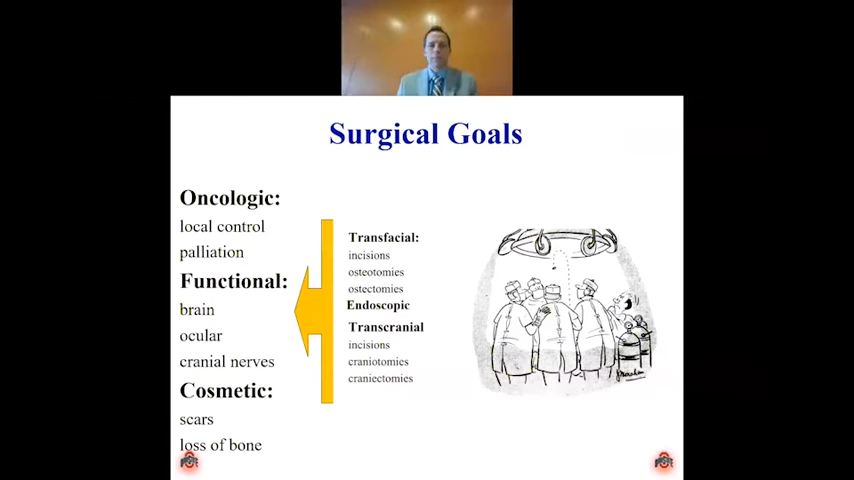 Surgical Goals
Oncologic:
local control
palliation
Functional:
brain
ocular
cranial nerves
Cosmetic:
scars
loss of bone
Transfacial:
incisions
osteotomies
ostectomies
Endoscopic
Transcranial
incisions
craniotomies
craniectomies